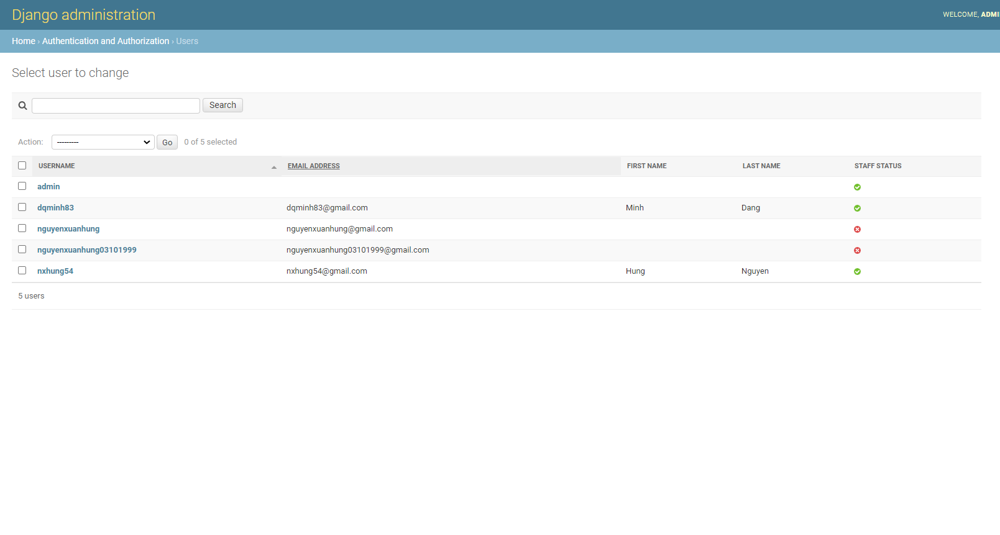 Django administration
WELCOME, ADMI
Home › Authentication and Authorization › Users
Select user to change
Search
Action: --------- Go 0 of 5 selected
USERNAME EMAIL ADDRESS FIRST NAME LAST NAME STAFF STATUS
admin
dqminh83 dqminh83@gmail.com Minh Dang
nguyenxuanhung nguyenxuanhung@gmail.com
nguyenxuanhung03101999 nguyenxuanhung03101999@gmail.com
nxhung54 nxhung54@gmail.com Hung Nguyen
5 users